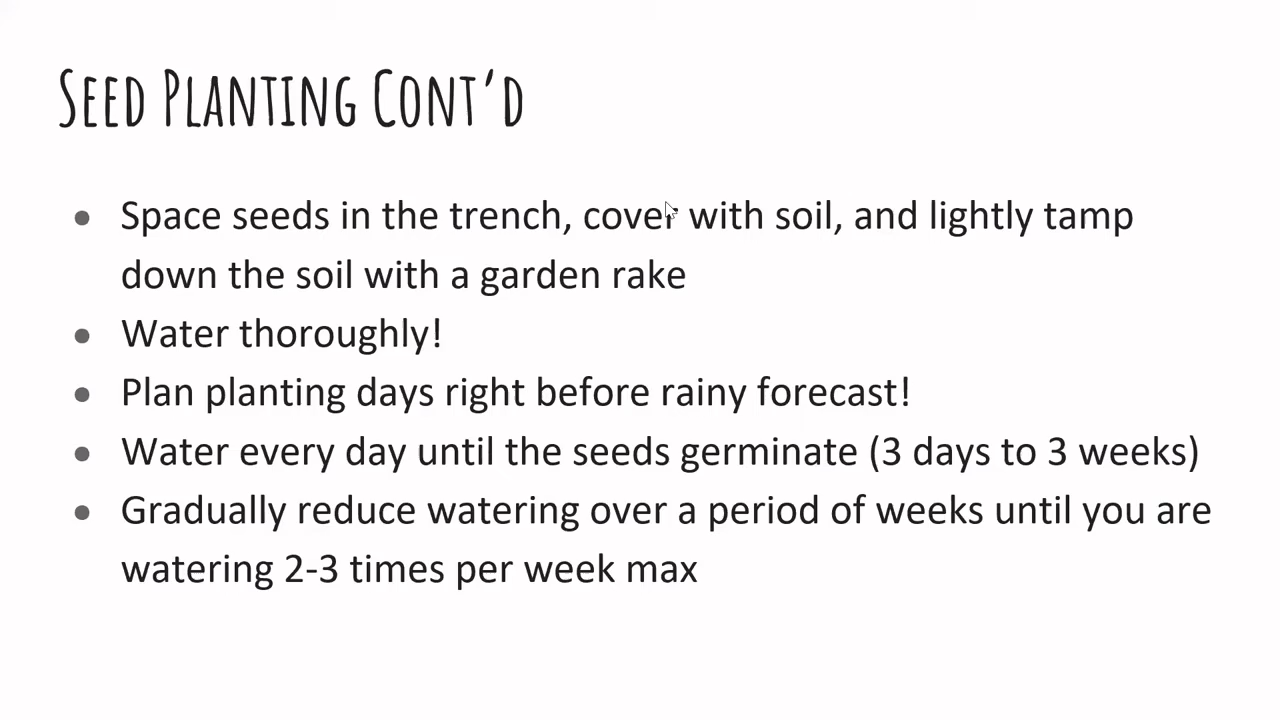 Seed Planting Cont'd
● Space seeds in the trench, cover with soil, and lightly tamp
down the soil with a garden rake
● Water thoroughly!
● Plan planting days right before rainy forecast!
● Water every day until the seeds germinate (3 days to 3 weeks)
● Gradually reduce watering over a period of weeks until you are
watering 2-3 times per week max